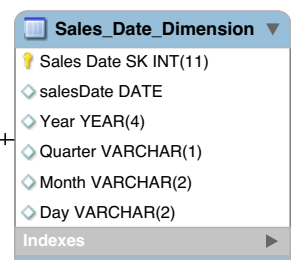 Sales_Date_Dimension
Sales Date SK INT(11)
salesDate DATE
Year YEAR(4)
Quarter VARCHAR(1)
Month VARCHAR(2)
Day VARCHAR(2)
Indexes